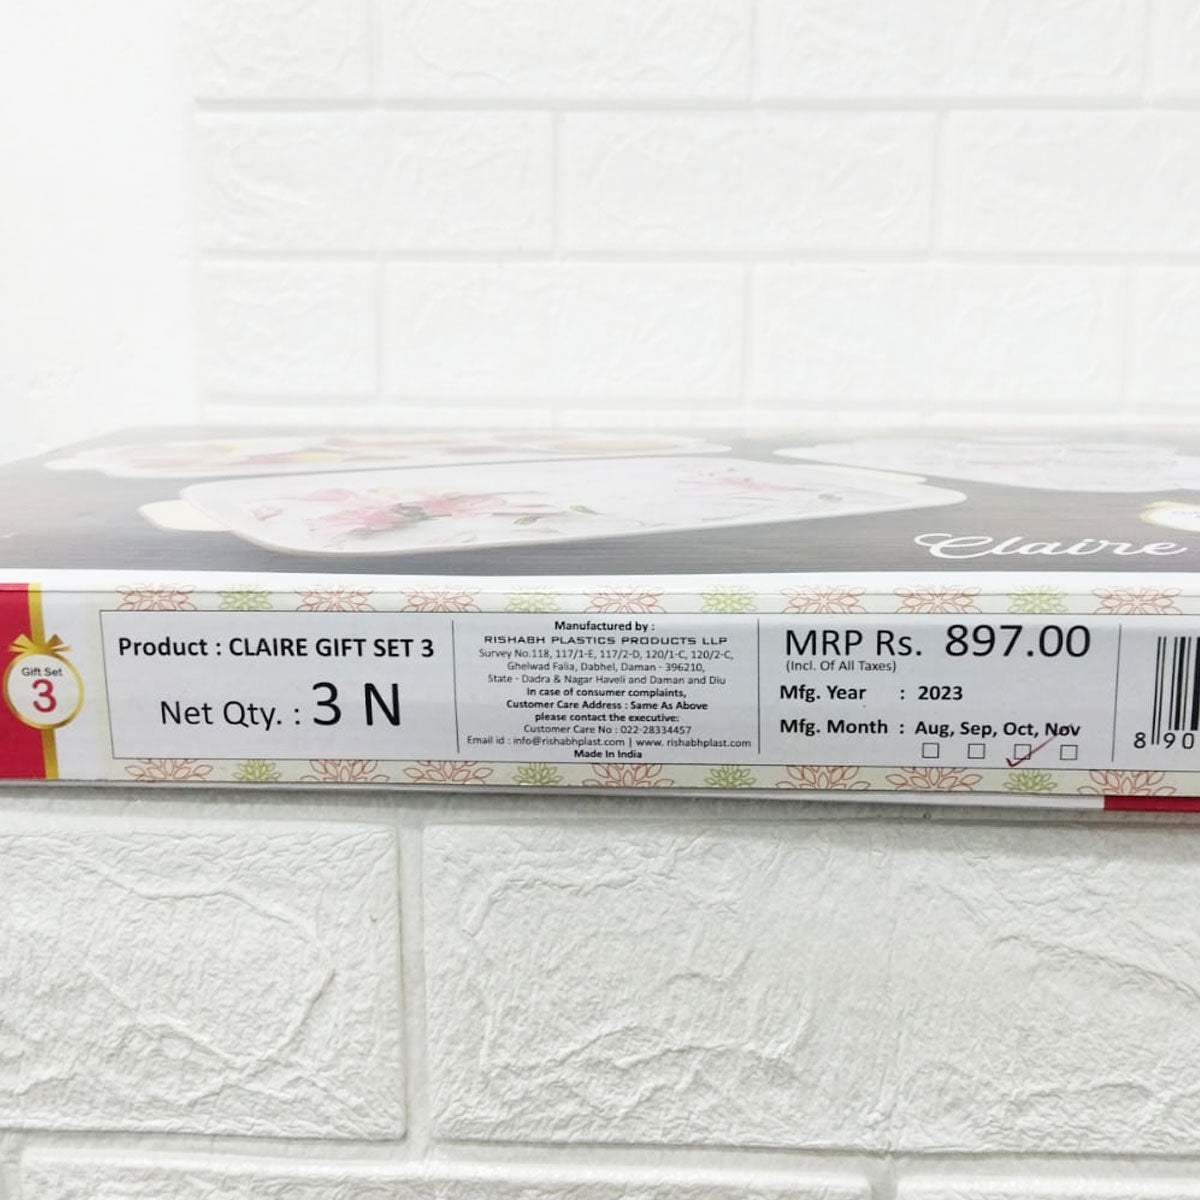 Claire
Gift Set
3
Product : CLAIRE GIFT SET 3
Net Qty. : 3 N
Manufactured by :
RISHABH PLASTICS PRODUCTS LLP
Survey No.118, 117/1-E, 117/2-D, 120/1-C, 120/2-C,
Ghelwad Falia, Dabhel, Daman - 396210,
State - Dadra & Nagar Haveli and Daman and Diu
In case of consumer complaints,
Customer Care Address : Same As Above
please contact the executive:
Customer Care No : 022-28334457
Email id : info@rishabhplast.com | www. rishabhplast.com
Made In India
MRP Rs. 897.00
(Incl. Of All Taxes)
Mfg. Year : 2023
Mfg. Month : Aug, Sep, Oct, Nov
8 90